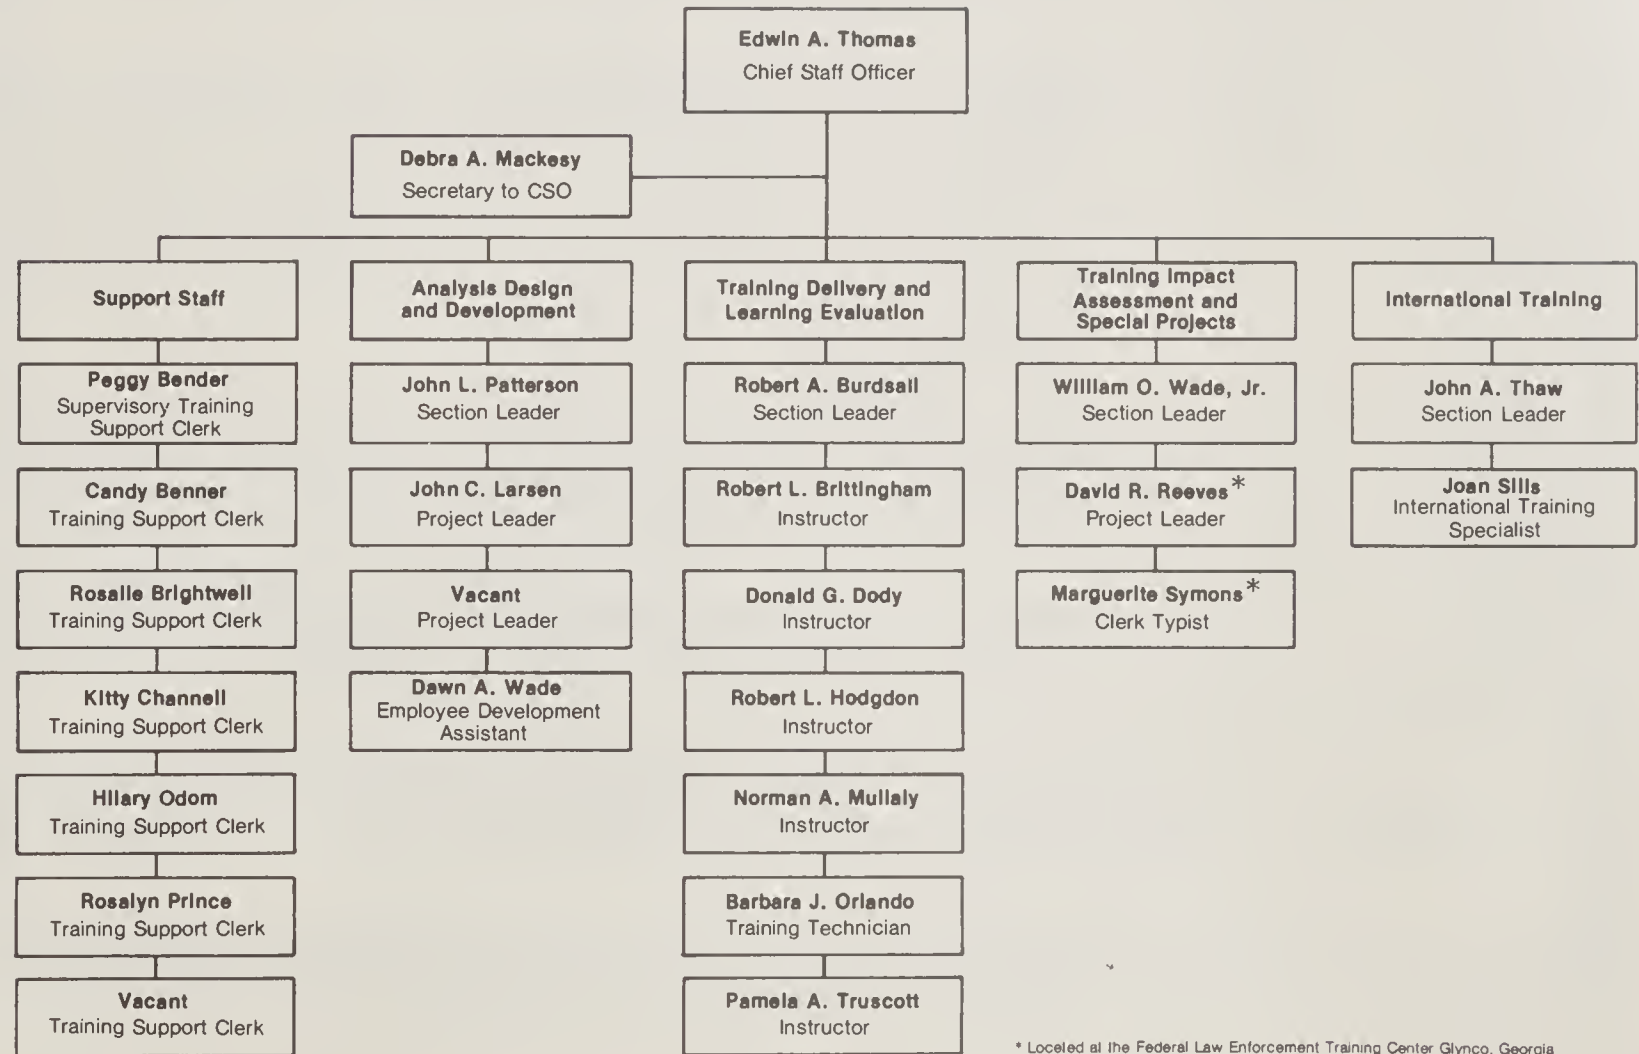 Edwin A. Thomas
Chief Staff Officer
Debra A. Mackesy
Secretary to CSO
Support Staff
Peggy Bender
Supervisory Training
Support Clerk
Candy Benner
Training Support Clerk
Rosalie Brightwell
Training Support Clerk
Kitty Channell
Training Support Clerk
Hilary Odom
Training Support Clerk
Rosalyn Prince
Training Support Clerk
Vacant
Training Support Clerk
Analysis Design
and Development
John L. Patterson
Section Leader
John C. Larsen
Project Leader
Vacant
Project Leader
Dawn A. Wade
Employee Development
Assistant
Training Delivery and
Learning Evaluation
Robert A. Burdsall
Section Leader
Robert L. Brittingham
Instructor
Donald G. Dody
Instructor
Robert L. Hodgdon
Instructor
Norman A. Mullaly
Instructor
Barbara J. Orlando
Training Technician
Pamela A. Truscott
Instructor
Training Impact
Assessment and
Special Projects
William O. Wade, Jr.
Section Leader
David R. Reeves*
Project Leader
Marguerite Symons*
Clerk Typist
International Training
John A. Thaw
Section Leader
Joan Sills
International Training
Specialist
* Located at the Federal Law Enforcement Training Center Glynco, Georgia